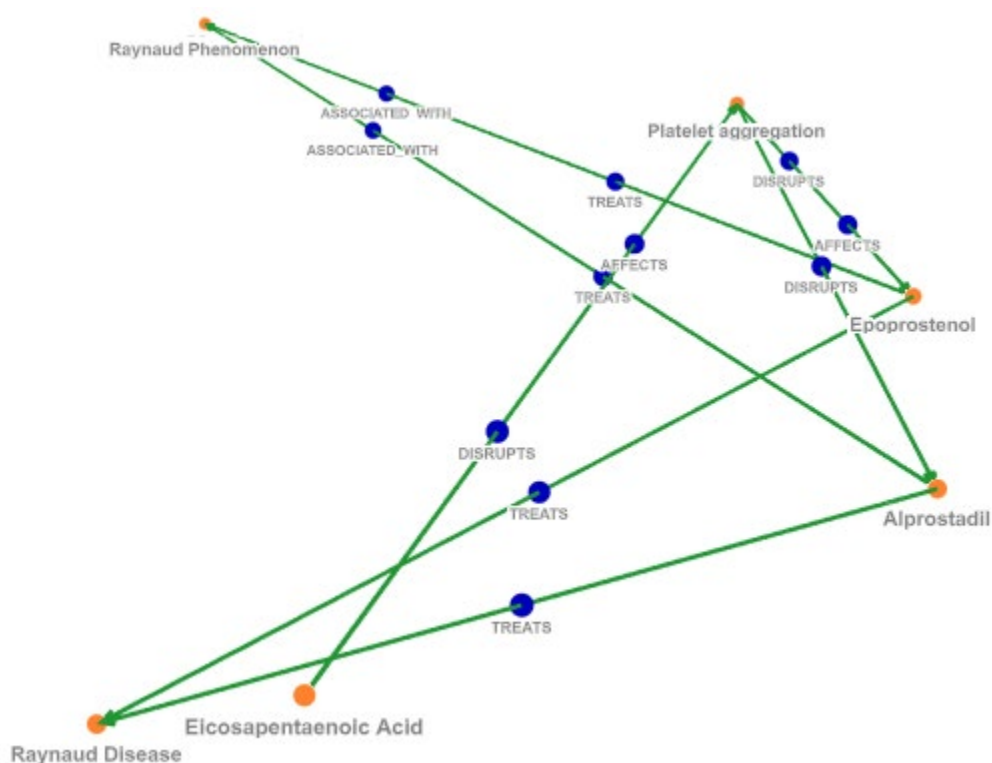 Raynaud Phenomenon
ASSOCIATED_WITH
Platelet aggregation
ASSOCIATED_WITH
DISRUPTS
TREATS
AFFECTS
AFFECTS
DISRUPTS
TREATS
Epoprostenol
DISRUPTS
TREATS
Alprostadil
TREATS
Eicosapentaenoic Acid
Raynaud Disease